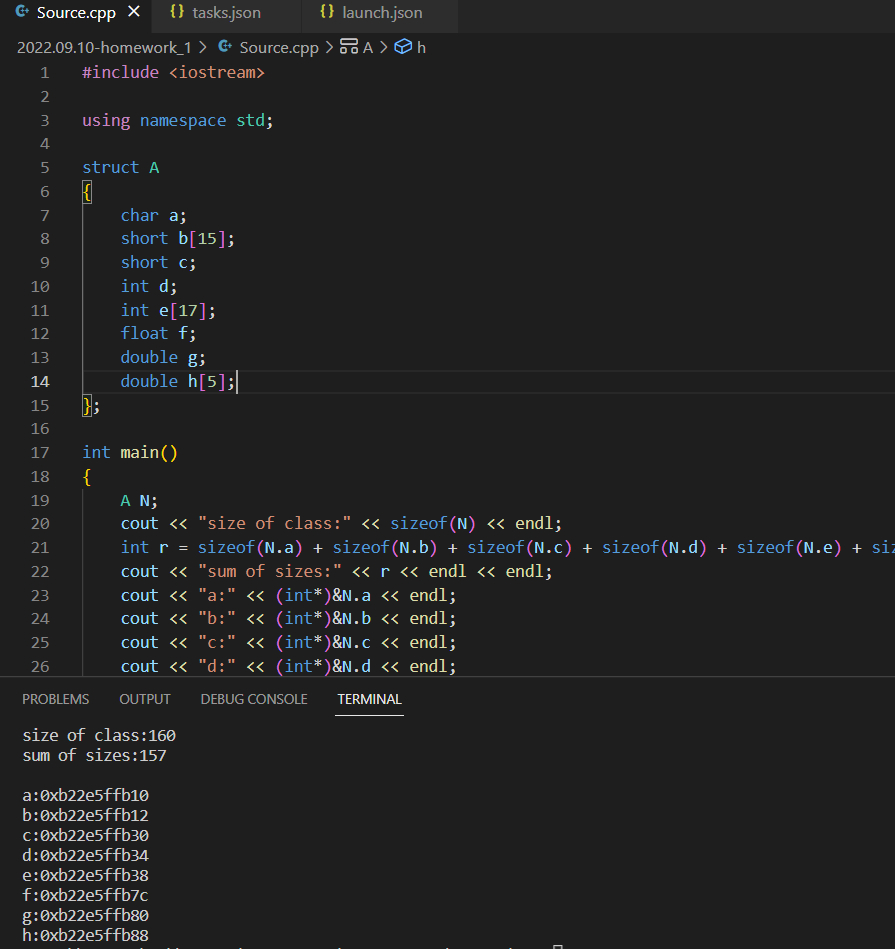 Source.cpp tasks.json launch.json
2022.09.10-homework_1 > Source.cpp > A > h
1 #include <iostream>
2
3 using namespace std;
4
5 struct A
6 {
7     char a;
8     short b[15];
9     short c;
10     int d;
11     int e[17];
12     float f;
13     double g;
14     double h[5];
15 };
16
17 int main()
18 {
19     A N;
20     cout << "size of class:" << sizeof(N) << endl;
21     int r = sizeof(N.a) + sizeof(N.b) + sizeof(N.c) + sizeof(N.d) + sizeof(N.e) + siz
22     cout << "sum of sizes:" << r << endl << endl;
23     cout << "a:" << (int*)&N.a << endl;
24     cout << "b:" << (int*)&N.b << endl;
25     cout << "c:" << (int*)&N.c << endl;
26     cout << "d:" << (int*)&N.d << endl;
PROBLEMS OUTPUT DEBUG CONSOLE TERMINAL
size of class:160
sum of sizes:157
a:0xb22e5ffb10
b:0xb22e5ffb12
c:0xb22e5ffb30
d:0xb22e5ffb34
e:0xb22e5ffb38
f:0xb22e5ffb7c
g:0xb22e5ffb80
h:0xb22e5ffb88